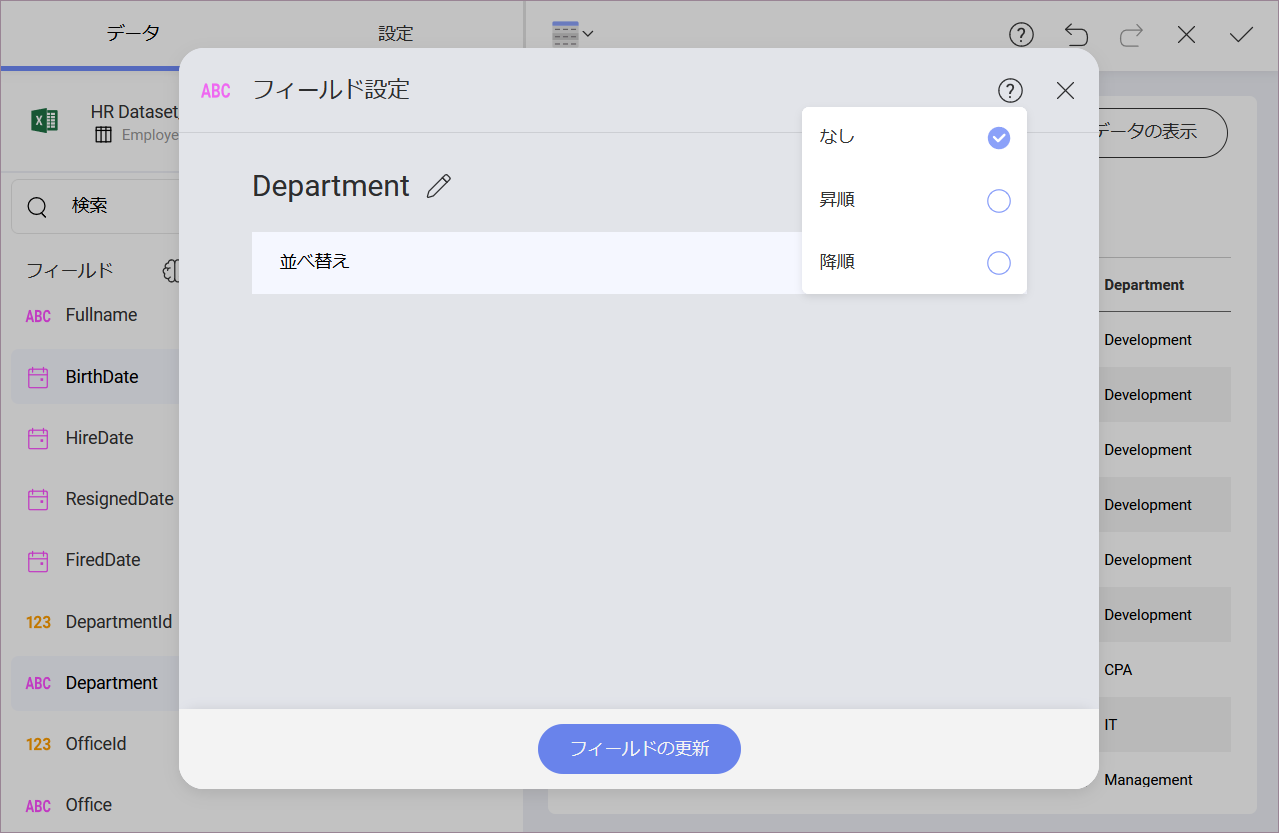 データ
設定
HR Dataset
Employe
検索
フィールド
ABC Fullname
BirthDate
HireDate
ResignedDate
FiredDate
123 DepartmentId
ABC Department
123 OfficeId
ABC Office
ABC フィールド設定
Department
並べ替え
なし
昇順
降順
フィールドの更新
データの表示
Department
Development
Development
Development
Development
Development
Development
CPA
IT
Management